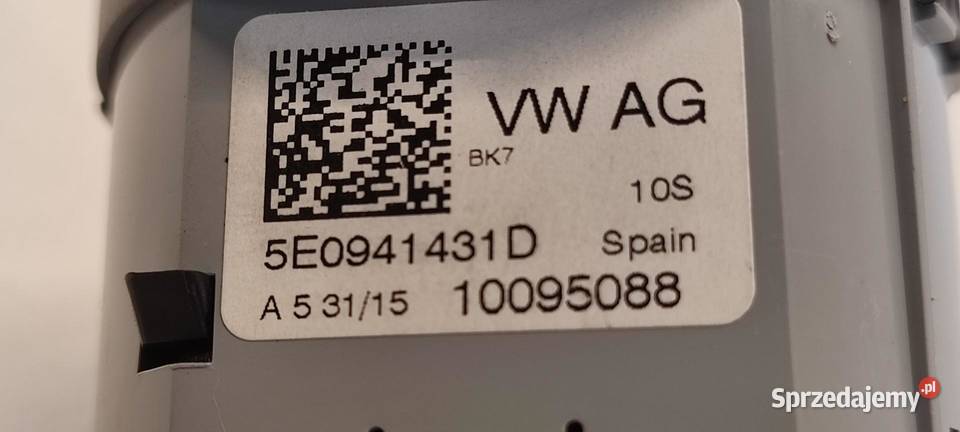 VW AG
BK7
10S
5E0941431D Spain
A 5 31/15 10095088
Sprzedajemy.pl